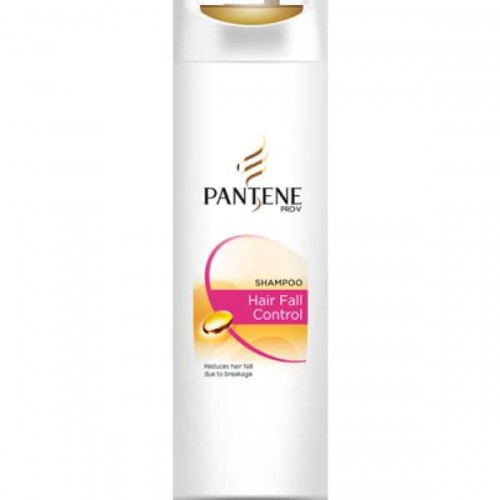 PANTENE
PRO-V
SHAMPOO
Hair Fall
Control
Reduces hair fall
due to breakage